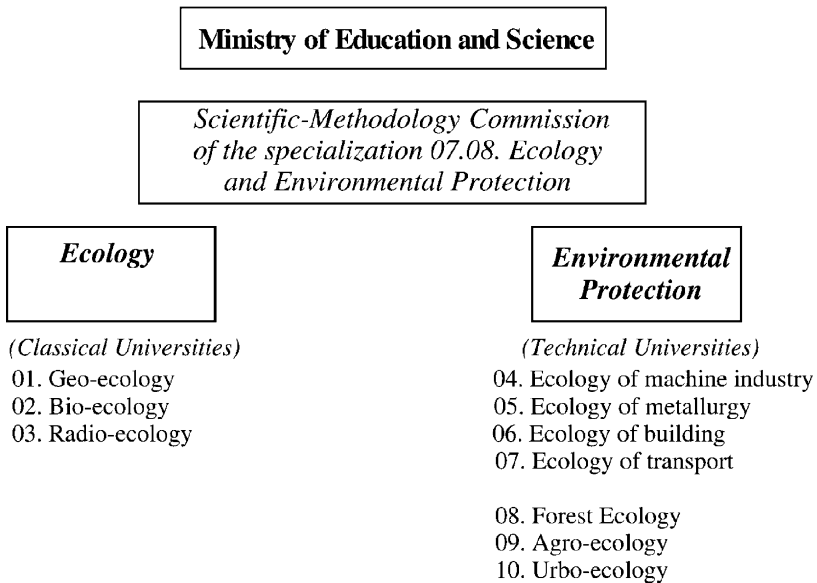 Ministry of Education and Science
Scientific-Methodology Commission
of the specialization 07.08. Ecology
and Environmental Protection
Ecology
(Classical Universities)
01. Geo-ecology
02. Bio-ecology
03. Radio-ecology
Environmental
Protection
(Technical Universities)
04. Ecology of machine industry
05. Ecology of metallurgy
06. Ecology of building
07. Ecology of transport
08. Forest Ecology
09. Agro-ecology
10. Urbo-ecology